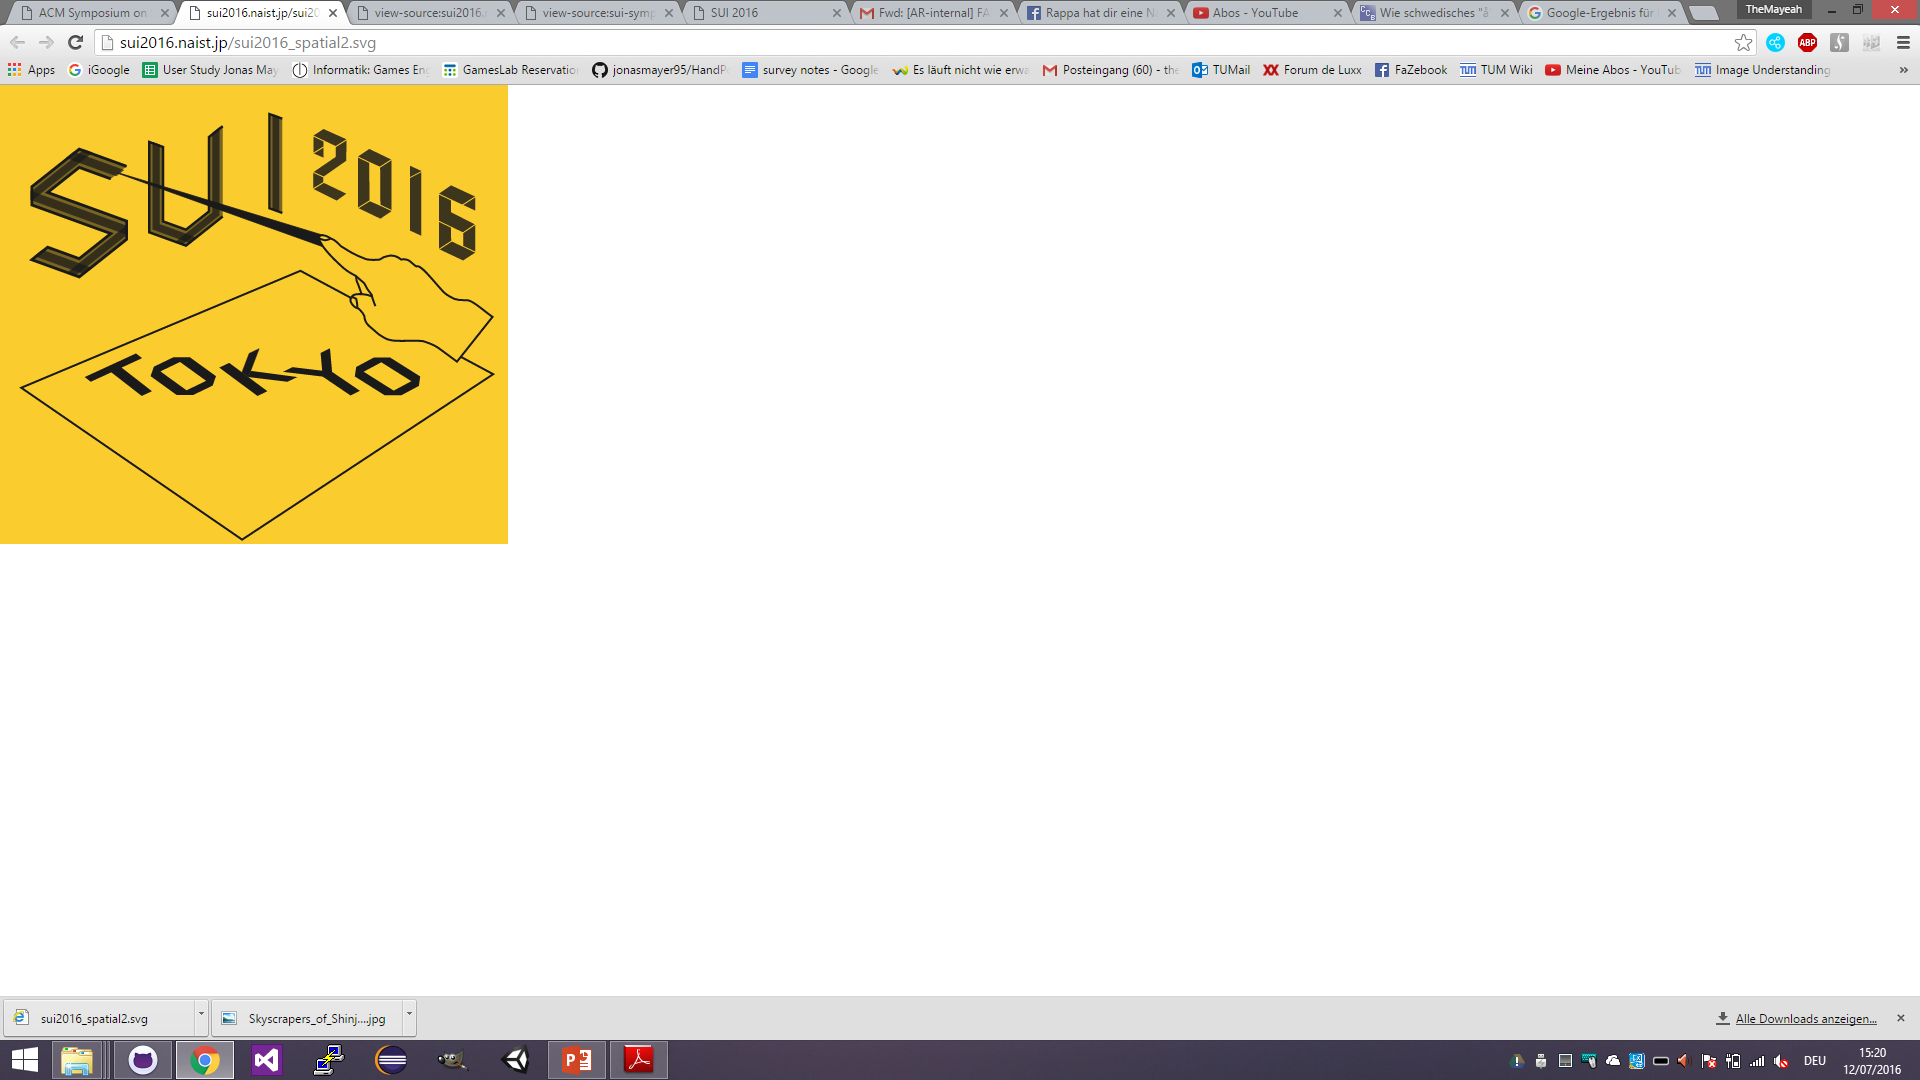 ACM Symposium on
sui2016.naist.jp/sui20
view-source:sui2016.
view-source:sui-symp
SUI 2016
Fwd: [AR-internal] FA
Rappa hat dir eine N
Abos - YouTube
Wie schwedisches "å
Google-Ergebnis für
TheMayeah
sui2016.naist.jp/sui2016_spatial2.svg
ABP
Apps
iGoogle
User Study Jonas May
Informatik: Games Eng
GamesLab Reservation
jonasmayer95/HandP
survey notes - Google
Es läuft nicht wie erwa
Posteingang (60) - the
TUMail
Forum de Luxx
FaZebook
TUM Wiki
Meine Abos - YouTub
Image Understanding
»
SUI 2016
TOKYO
sui2016_spatial2.svg
Skyscrapers_of_Shinj....jpg
Alle Downloads anzeigen...
DEU
15:20
12/07/2016